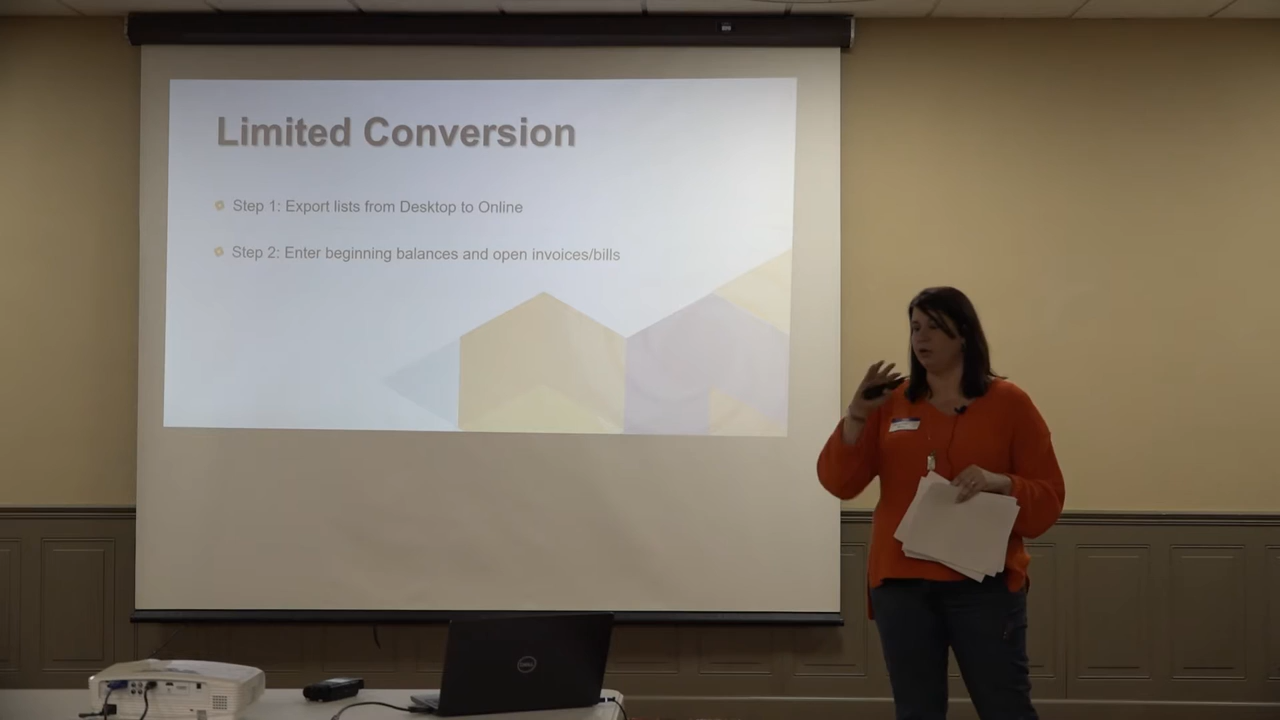 Limited Conversion
Step 1: Export lists from Desktop to Online
Step 2: Enter beginning balances and open invoices/bills
DELL